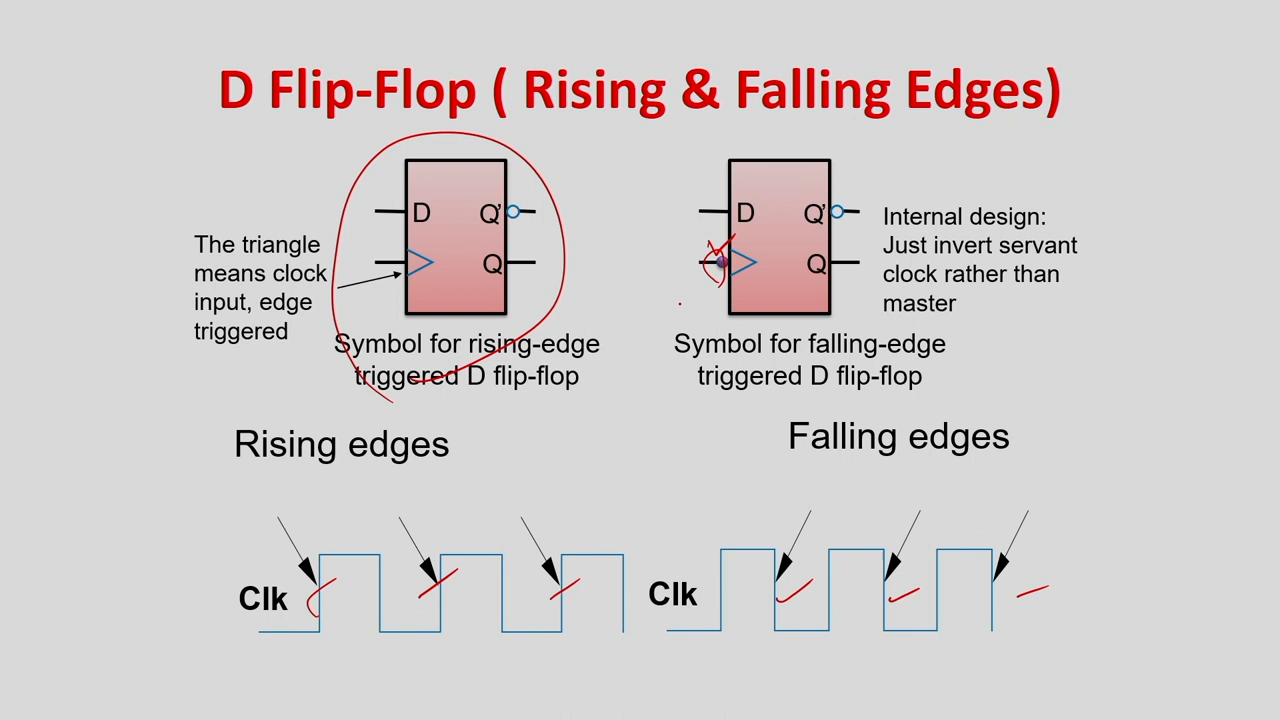 D Flip-Flop ( Rising & Falling Edges)
D Q’
Q
The triangle
means clock
input, edge
triggered
Symbol for rising-edge
triggered D flip-flop
D Q’
Q
Internal design:
Just invert servant
clock rather than
master
Symbol for falling-edge
triggered D flip-flop
Rising edges
Falling edges
Clk
Clk